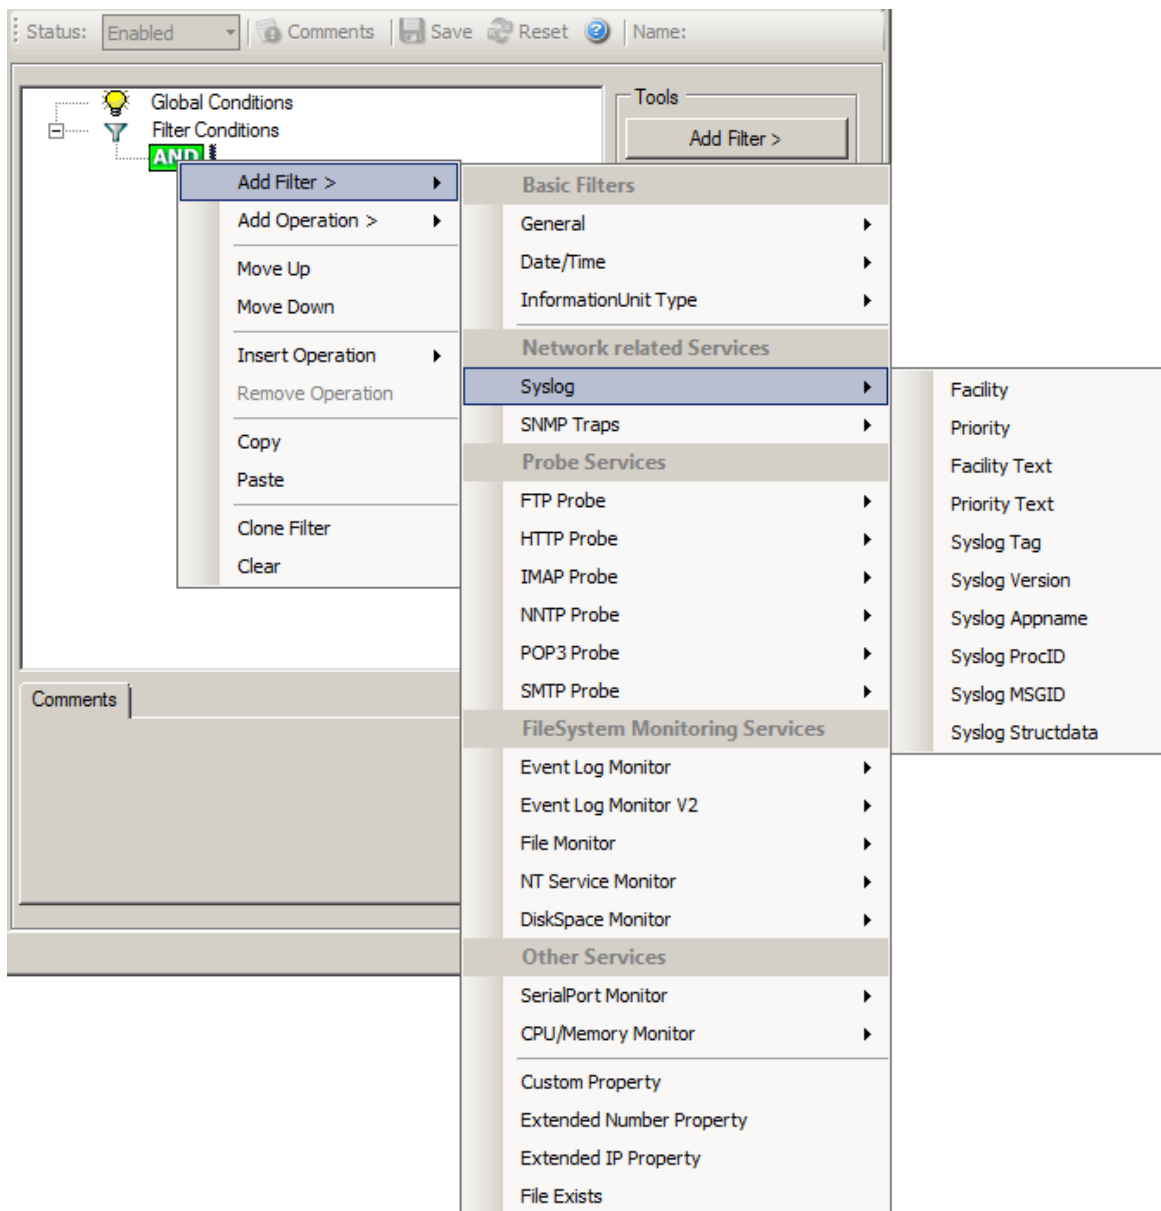 Status: Enabled Comments Save Reset Name:
Global Conditions
Filter Conditions
AND
Tools
Add Filter >
Add Filter >
Add Operation >
Move Up
Move Down
Insert Operation
Remove Operation
Copy
Paste
Clone Filter
Clear
Basic Filters
General
Date/Time
InformationUnit Type
Network related Services
Syslog
SNMP Traps
Probe Services
FTP Probe
HTTP Probe
IMAP Probe
NNTP Probe
POP3 Probe
SMTP Probe
FileSystem Monitoring Services
Event Log Monitor
Event Log Monitor V2
File Monitor
NT Service Monitor
DiskSpace Monitor
Other Services
SerialPort Monitor
CPU/Memory Monitor
Custom Property
Extended Number Property
Extended IP Property
File Exists
Facility
Priority
Facility Text
Priority Text
Syslog Tag
Syslog Version
Syslog Appname
Syslog ProcID
Syslog MSGID
Syslog Structdata
Comments